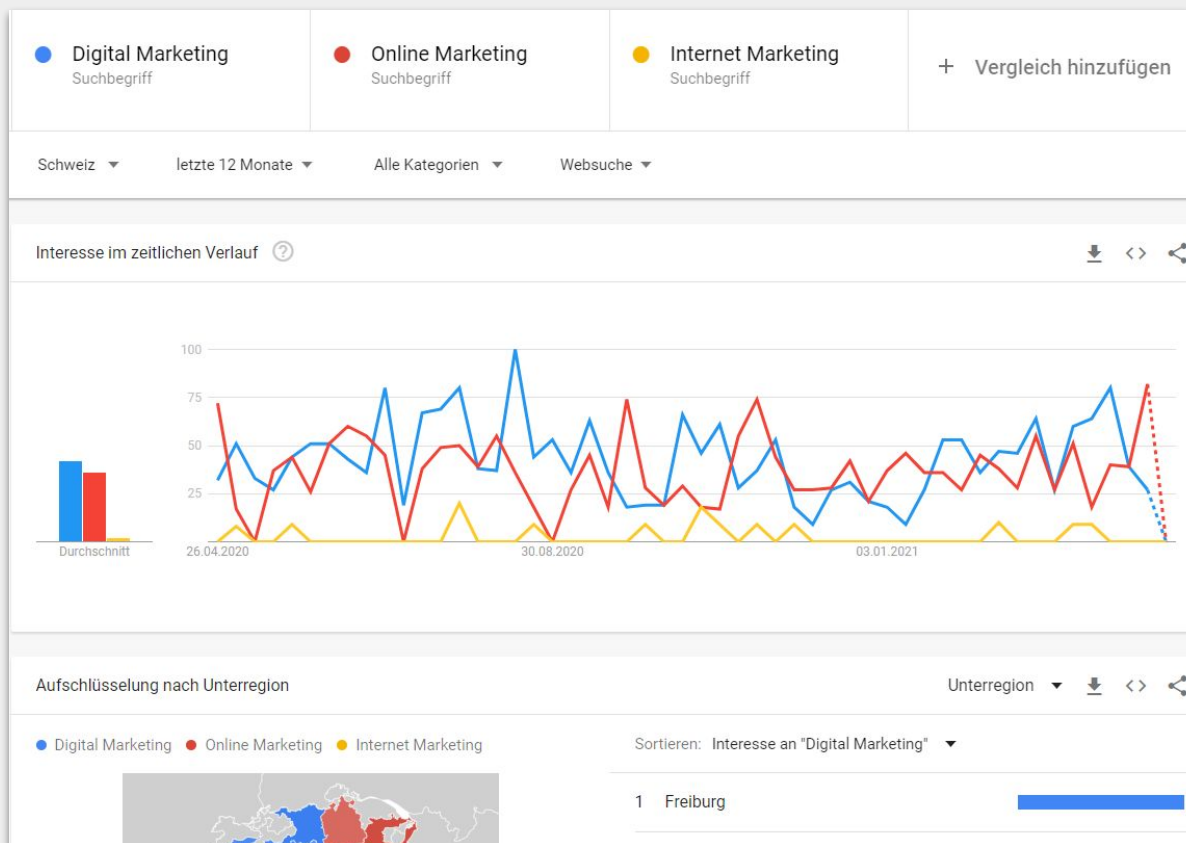 Digital Marketing
Suchbegriff
Online Marketing
Suchbegriff
Internet Marketing
Suchbegriff
+ Vergleich hinzufügen
Schweiz
letzte 12 Monate
Alle Kategorien
Websuche
Interesse im zeitlichen Verlauf ?
100
75
50
25
Durchschnitt
26.04.2020
30.08.2020
03.01.2021
Aufschlüsselung nach Unterregion
Unterregion
Digital Marketing
Online Marketing
Internet Marketing
Sortieren: Interesse an "Digital Marketing"
1 Freiburg